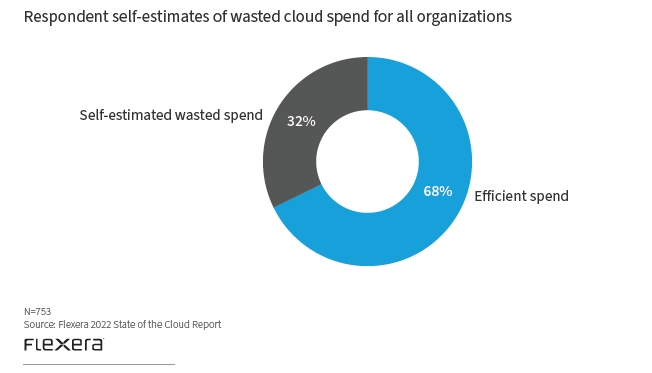 Respondent self-estimates of wasted cloud spend for all organizations
Self-estimated wasted spend
32%
68%
Efficient spend
N=753
Source: Flexera 2022 State of the Cloud Report
FLEXERA